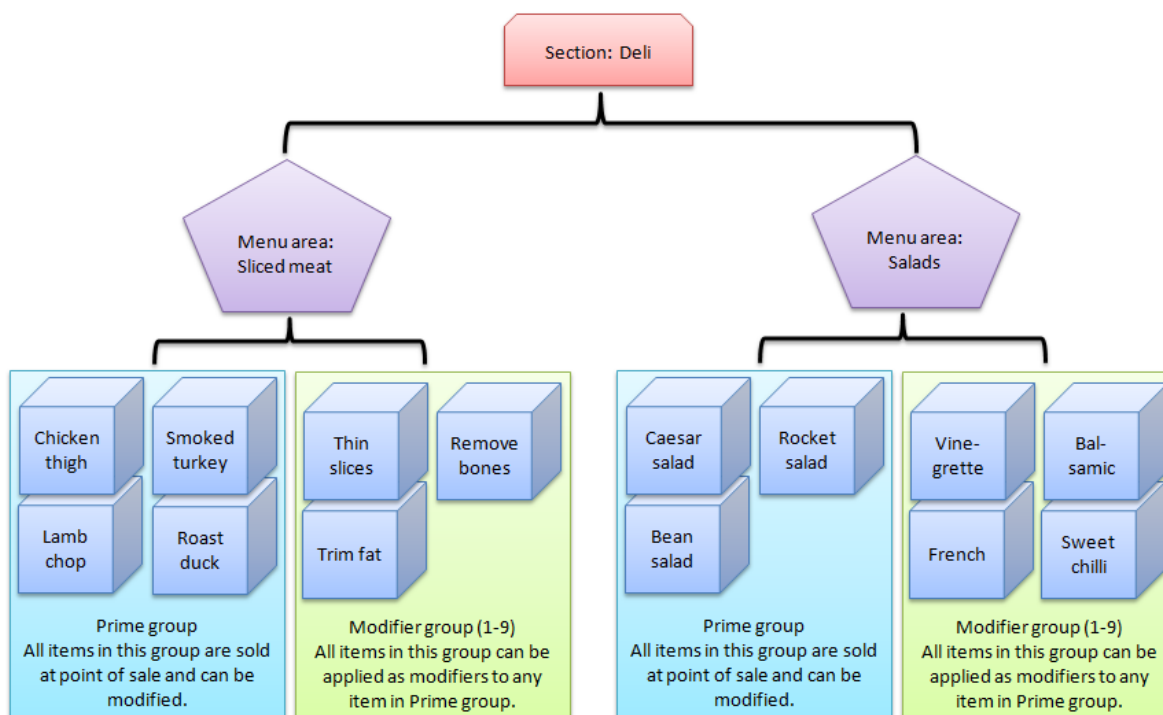 Section: Deli
Menu area:
Sliced meat
Menu area:
Salads
Chicken
thigh
Smoked
turkey
Lamb
chop
Roast
duck
Prime group
All items in this group are sold
at point of sale and can be
modified.
Thin
slices
Remove
bones
Trim fat
Modifier group (1-9)
All items in this group can be
applied as modifiers to any
item in Prime group.
Caesar
salad
Rocket
salad
Bean
salad
Prime group
All items in this group are sold
at point of sale and can be
modified.
Vine-
grette
Bal-
samic
French
Sweet
chilli
Modifier group (1-9)
All items in this group can be
applied as modifiers to any
item in Prime group.